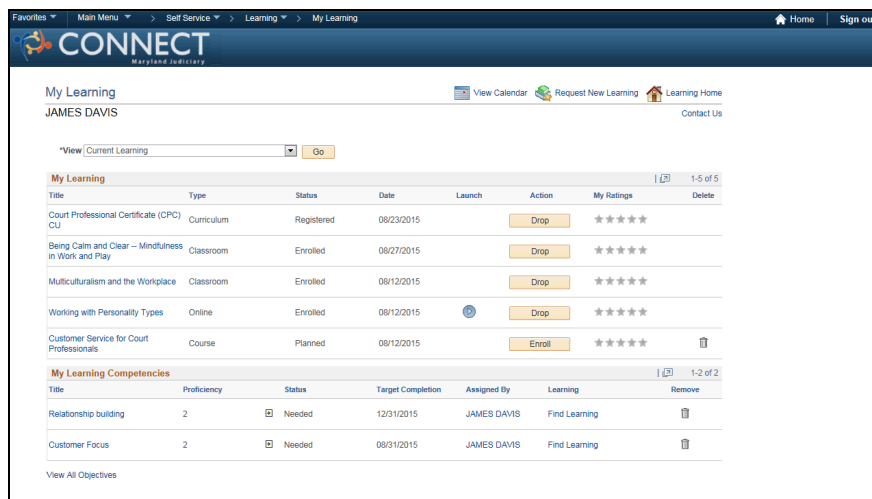 Favorites Main Menu > Self Service > Learning > My Learning Home Sign ou
CONNECT
Maryland Judiciary
My Learning View Calendar Request New Learning Learning Home
JAMES DAVIS Contact Us
*View Current Learning Go
My Learning 1-5 of 5
Title Type Status Date Launch Action My Ratings Delete
Court Professional Certificate (CPC) Curriculum Registered 08/23/2015 Drop
CU
Being Calm and Clear -- Mindfulness Classroom Enrolled 08/27/2015 Drop
in Work and Play
Multiculturalism and the Workplace Classroom Enrolled 08/12/2015 Drop
Working with Personality Types Online Enrolled 08/12/2015 Drop
Customer Service for Court Course Planned 08/12/2015 Enroll
Professionals
My Learning Competencies 1-2 of 2
Title Proficiency Status Target Completion Assigned By Learning Remove
Relationship building 2 Needed 12/31/2015 JAMES DAVIS Find Learning
Customer Focus 2 Needed 08/31/2015 JAMES DAVIS Find Learning
View All Objectives